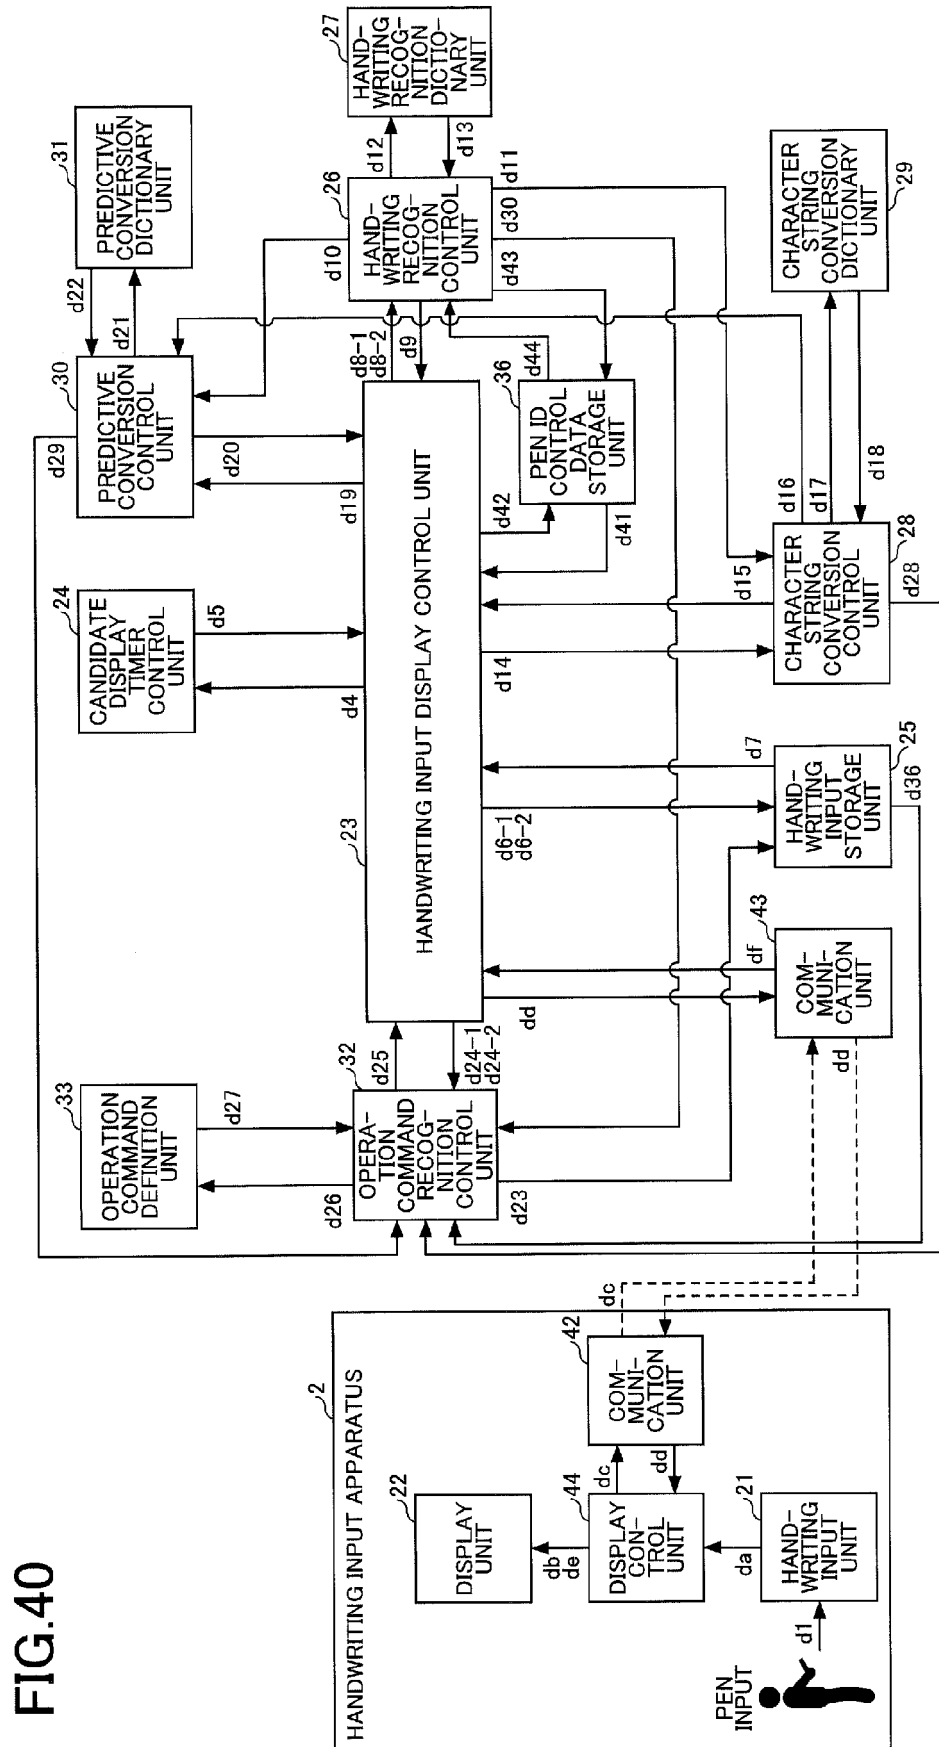 FIG.40
HANDWRITING INPUT APPARATUS
2
PEN
INPUT
d1
21
HAND-
WRITING
INPUT
UNIT
da
44
DISPLAY
CON-
TROL
UNIT
db
de
22
DISPLAY
UNIT
dc
dd
42
COM-
MUNI-
CATION
UNIT
dc
dd
33
OPERATION
COMMAND
DEFINITION
UNIT
d26
d27
32
OPERA-
TION
COMMAND
RECOG-
NITION
CONTROL
UNIT
d23
d25
d24-1
d24-2
43
COM-
MUNI-
CATION
UNIT
dd
df
23
HANDWRITING INPUT DISPLAY CONTROL UNIT
25
HAND-
WRITING
INPUT
STORAGE
UNIT
d6-1
d6-2
d7
d36
24
CANDIDATE
DISPLAY
TIMER
CONTROL
UNIT
d4
d5
28
CHARACTER
STRING
CONVERSION
CONTROL
UNIT
d14
d15
d28
d16
d17
d18
29
CHARACTER
STRING
CONVERSION
DICTIONARY
UNIT
30
PREDICTIVE
CONVERSION
CONTROL
UNIT
d29
d19
d20
d21
d22
31
PREDICTIVE
CONVERSION
DICTIONARY
UNIT
36
PEN ID
CONTROL
DATA
STORAGE
UNIT
d41
d42
d44
26
HAND-
WRITING
RECOG-
NITION
CONTROL
UNIT
d8-1
d8-2
d9
d10
d43
d30
d11
d12
d13
27
HAND-
WRITING
RECOG-
NITION
DICTIO-
NARY
UNIT